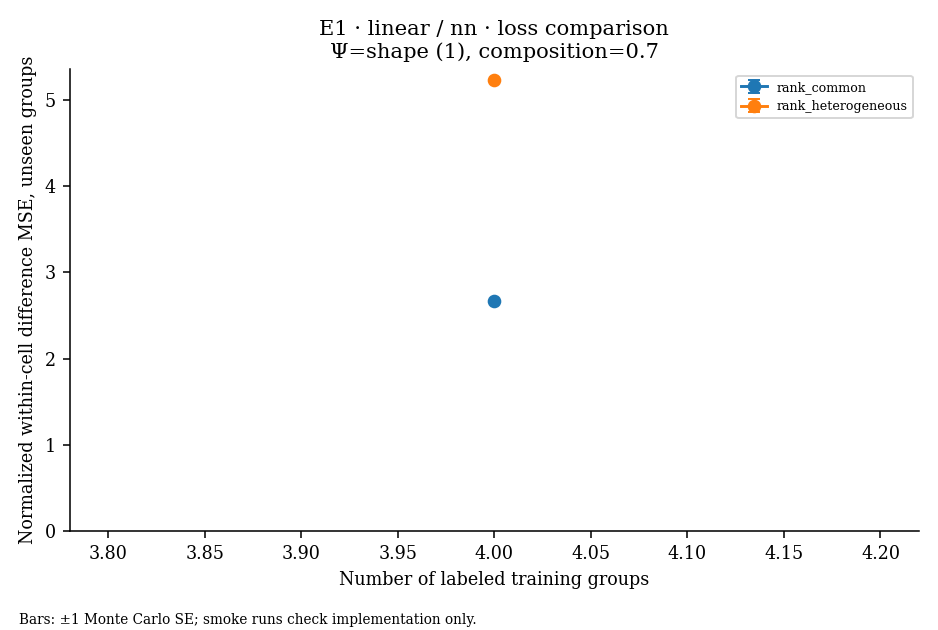 E1 · linear / nn · loss comparison
Ψ=shape (1), composition=0.7
Normalized within-cell difference MSE, unseen groups
5
4
3
2
1
0
rank_common
rank_heterogeneous
3.80 3.85 3.90 3.95 4.00 4.05 4.10 4.15 4.20
Number of labeled training groups
Bars: ±1 Monte Carlo SE; smoke runs check implementation only.